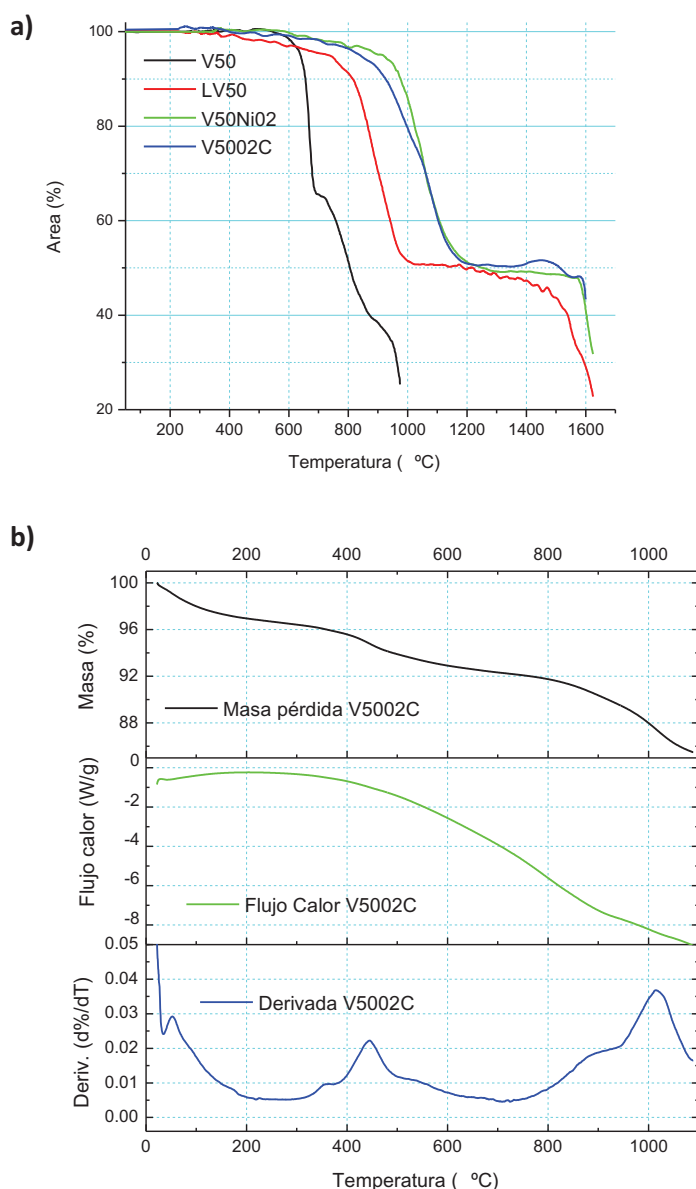 a)
100
80
60
40
20
Area (%)
V50
LV50
V50Ni02
V5002C
200 400 600 800 1000 1200 1400 1600
Temperatura ( ºC)
b)
0 200 400 600 800 1000
100
96
92
88
Masa (%)
Masa pérdida V5002C
0
-2
-4
-6
-8
Flujo calor (W/g)
Flujo Calor V5002C
0.05
0.04
0.03
0.02
0.01
0.00
Deriv. (d%/dT)
Derivada V5002C
0 200 400 600 800 1000
Temperatura ( ºC)